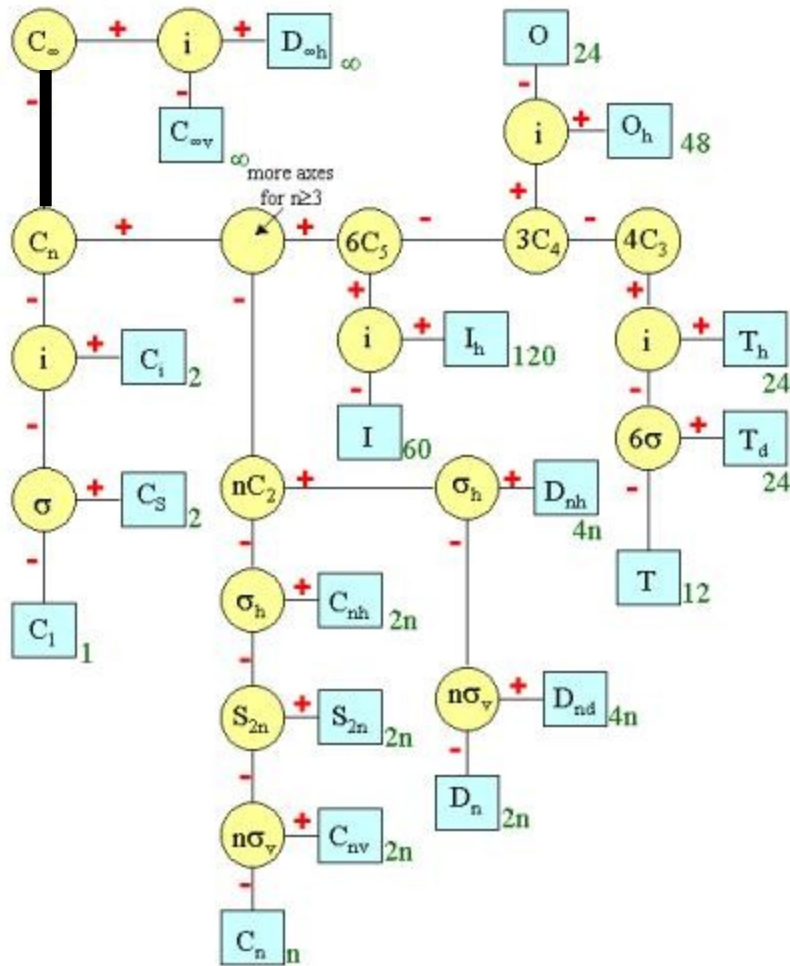 C∞ + i + D∞h ∞
-
-
C∞v ∞
O 24
-
i + Oh 48
+
more axes
for n≥3
Cn + + 6C5 - 3C4 - 4C3
-
i + Ci 2
-
σ + CS 2
-
C1 1
-
+
i + Ih 120
-
I 60
+
i + Th 24
-
6σ + Td 24
-
T 12
nC2 + σh + Dnh 4n
-
σh + Cnh 2n
-
S2n + S2n 2n
-
nσv + Cnv 2n
-
Cn n
-
nσv + Dnd 4n
-
Dn 2n